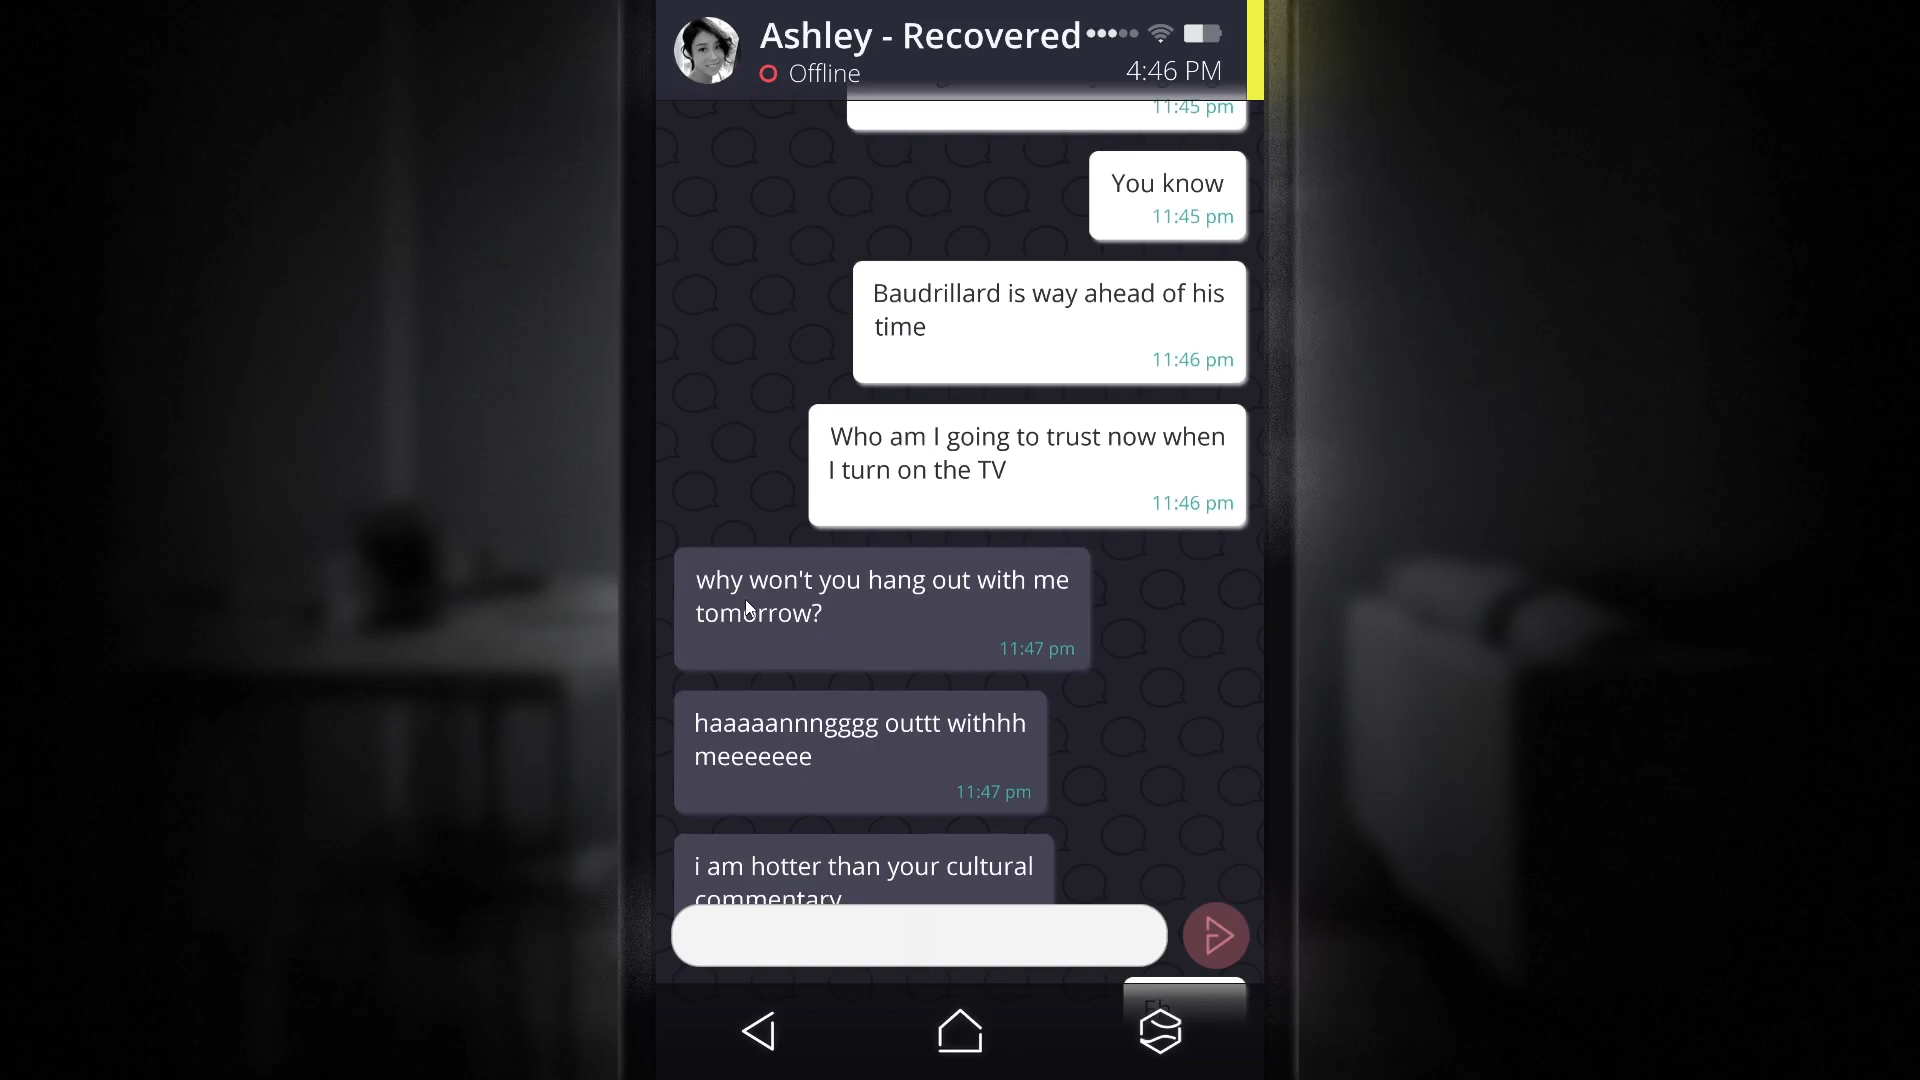 Ashley - Recovered
Offline
4:46 PM
11:45 pm
You know
11:45 pm
Baudrillard is way ahead of his
time
11:46 pm
Who am I going to trust now when
I turn on the TV
11:46 pm
why won't you hang out with me
tomorrow?
11:47 pm
haaaaannngggg outtt withhh
meeeeeee
11:47 pm
i am hotter than your cultural
commentary
Eh